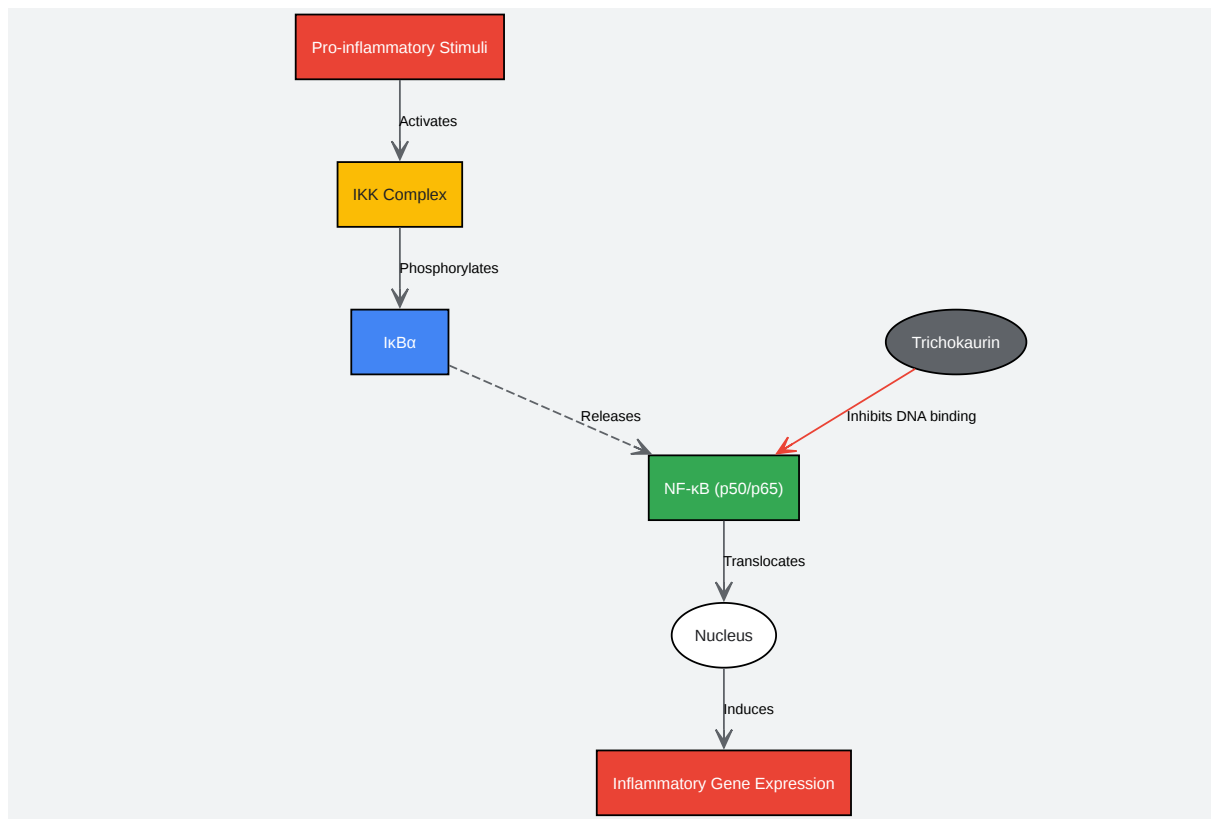 Pro-inflammatory Stimuli
Activates
IKK Complex
Phosphorylates
IκBα
Trichokaurin
Releases
Inhibits DNA binding
NF-κB (p50/p65)
Translocates
Nucleus
Induces
Inflammatory Gene Expression